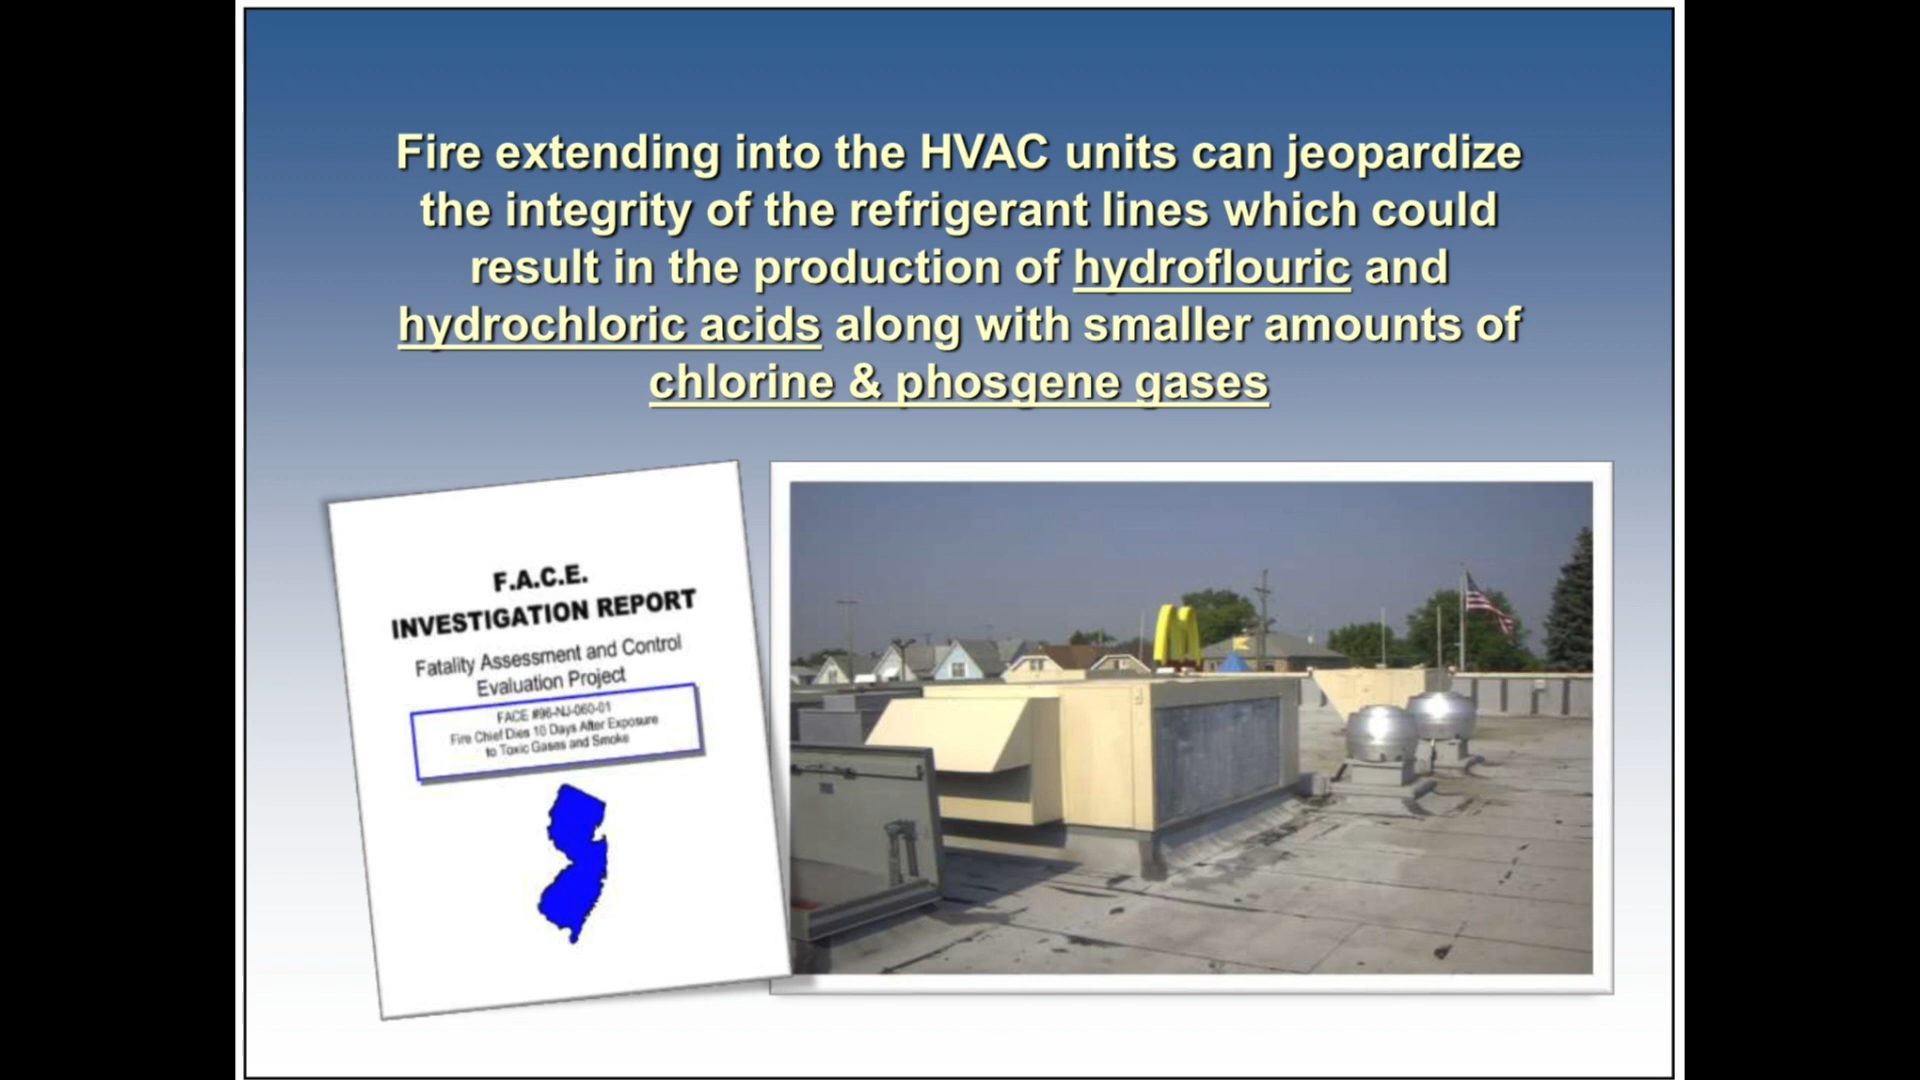 Fire extending into the HVAC units can jeopardize
the integrity of the refrigerant lines which could
result in the production of hydroflouric and
hydrochloric acids along with smaller amounts of
chlorine & phosgene gases
F.A.C.E.
INVESTIGATION REPORT
Fatality Assessment and Control
Evaluation Project
FACE #96-NJ-060-01
Fire Chief Dies 10 Days After Exposure
to Toxic Gases and Smoke